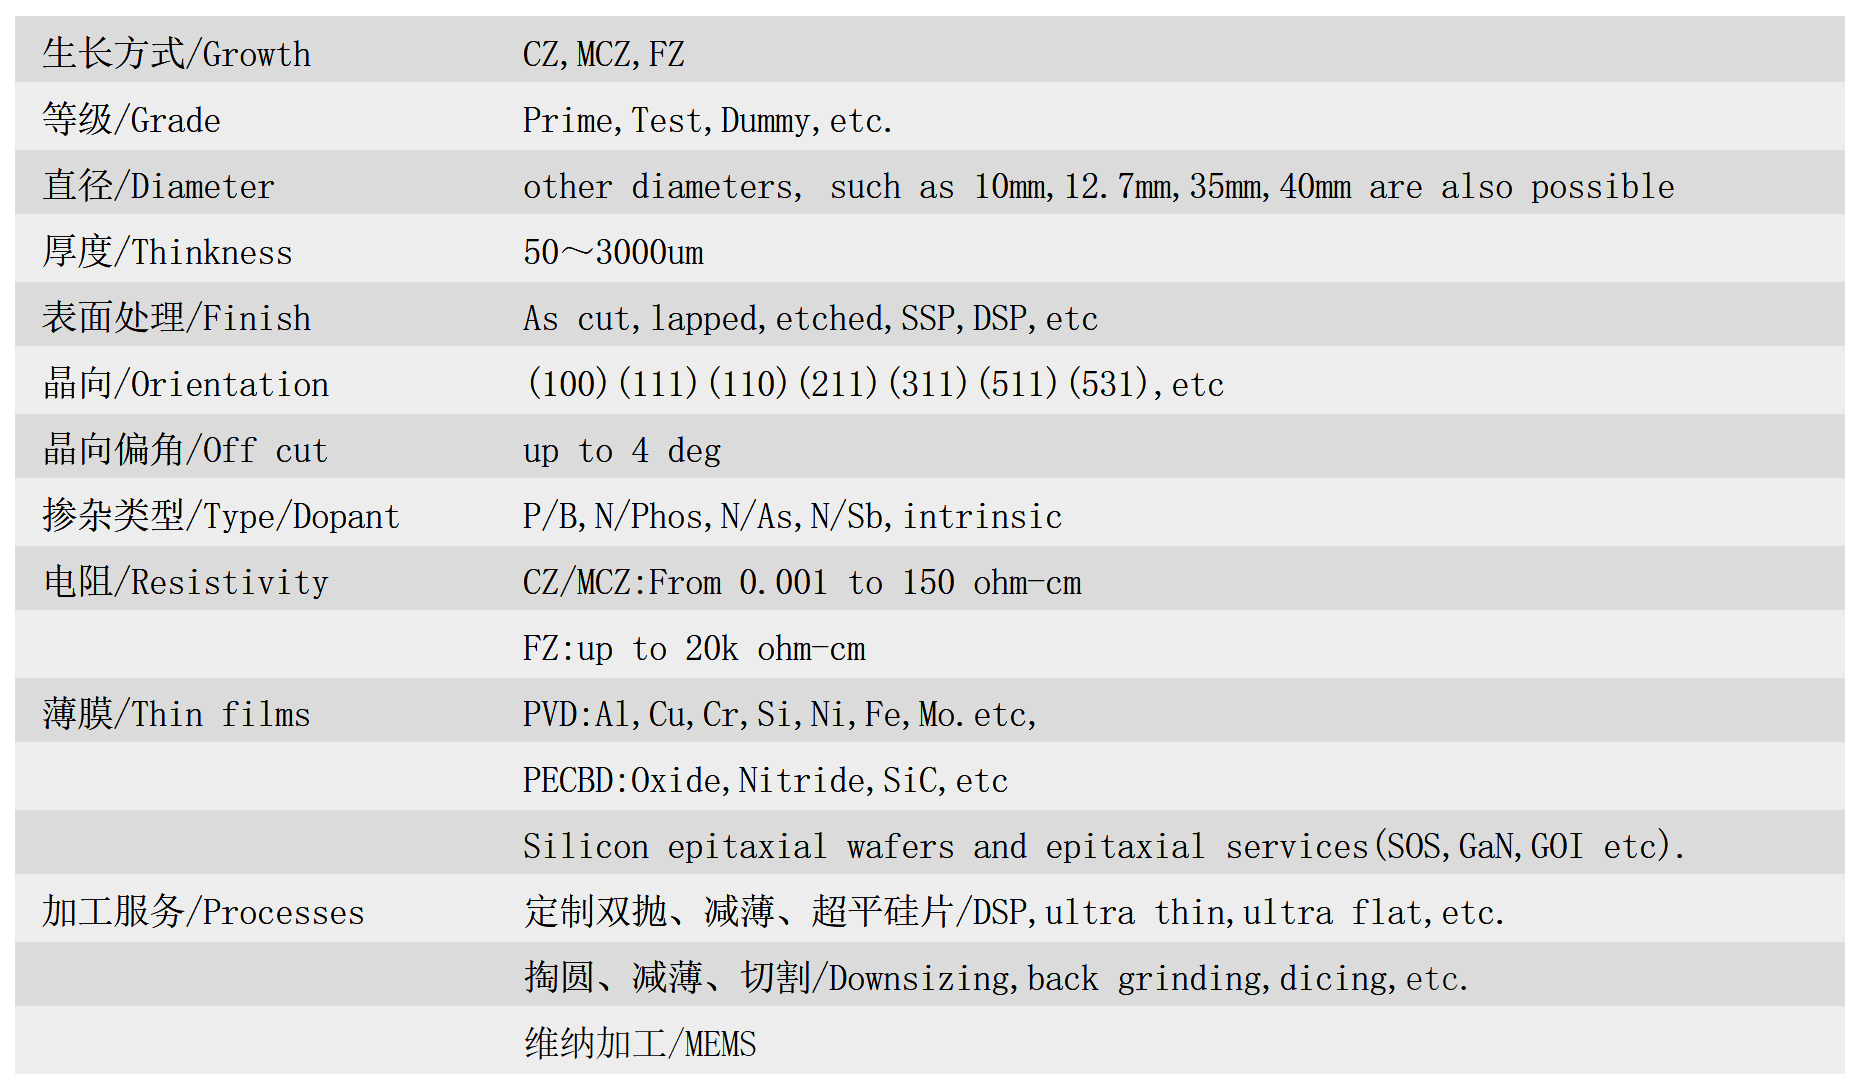 生长方式/Growth CZ,MCZ,FZ
等级/Grade Prime,Test,Dummy,etc.
直径/Diameter other diameters, such as 10mm,12.7mm,35mm,40mm are also possible
厚度/Thinkness 50～3000um
表面处理/Finish As cut,lapped,etched,SSP,DSP,etc
晶向/Orientation (100)(111)(110)(211)(311)(511)(531),etc
晶向偏角/Off cut up to 4 deg
掺杂类型/Type/Dopant P/B,N/Phos,N/As,N/Sb,intrinsic
电阻/Resistivity CZ/MCZ:From 0.001 to 150 ohm-cm
FZ:up to 20k ohm-cm
薄膜/Thin films PVD:Al,Cu,Cr,Si,Ni,Fe,Mo.etc,
PECBD:Oxide,Nitride,SiC,etc
Silicon epitaxial wafers and epitaxial services(SOS,GaN,GOI etc).
加工服务/Processes 定制双抛、减薄、超平硅片/DSP,ultra thin,ultra flat,etc.
掏圆、减薄、切割/Downsizing,back grinding,dicing,etc.
维纳加工/MEMS